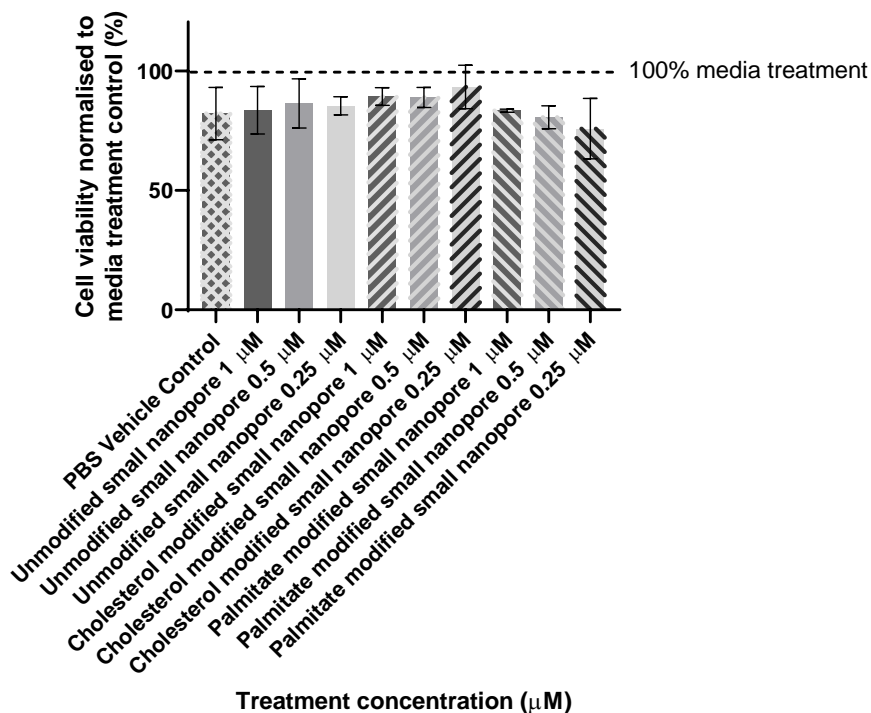 Cell viability normalised to
media treatment control (%)
100
50
0
100% media treatment
PBS Vehicle Control
Unmodified small nanopore 1 μM
Unmodified small nanopore 0.5 μM
Unmodified small nanopore 0.25 μM
Cholesterol modified small nanopore 1 μM
Cholesterol modified small nanopore 0.5 μM
Cholesterol modified small nanopore 0.25 μM
Palmitate modified small nanopore 1 μM
Palmitate modified small nanopore 0.5 μM
Palmitate modified small nanopore 0.25 μM
Treatment concentration (μM)